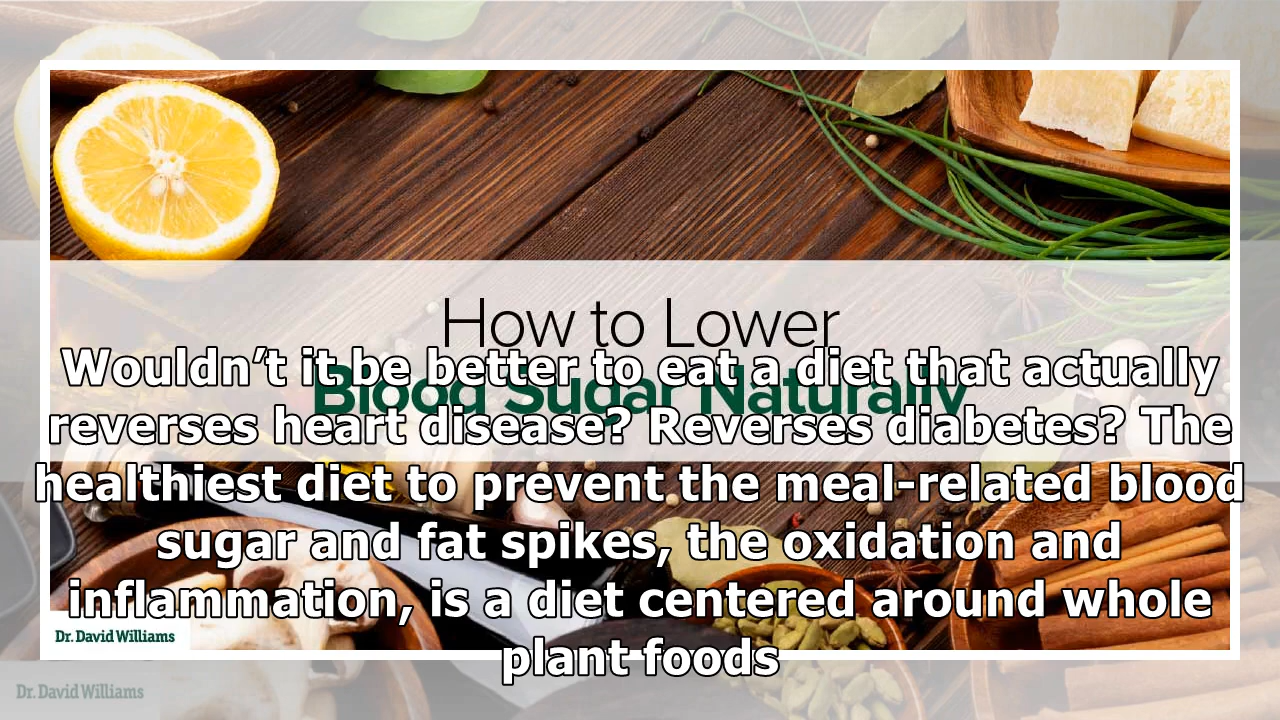 How to Lower
Blood Sugar Naturally
Wouldn’t it be better to eat a diet that actually
reverses heart disease? Reverses diabetes? The
healthiest diet to prevent the meal-related blood
sugar and fat spikes, the oxidation and
inflammation, is a diet centered around whole
plant foods
Dr. David Williams
Dr. David Williams